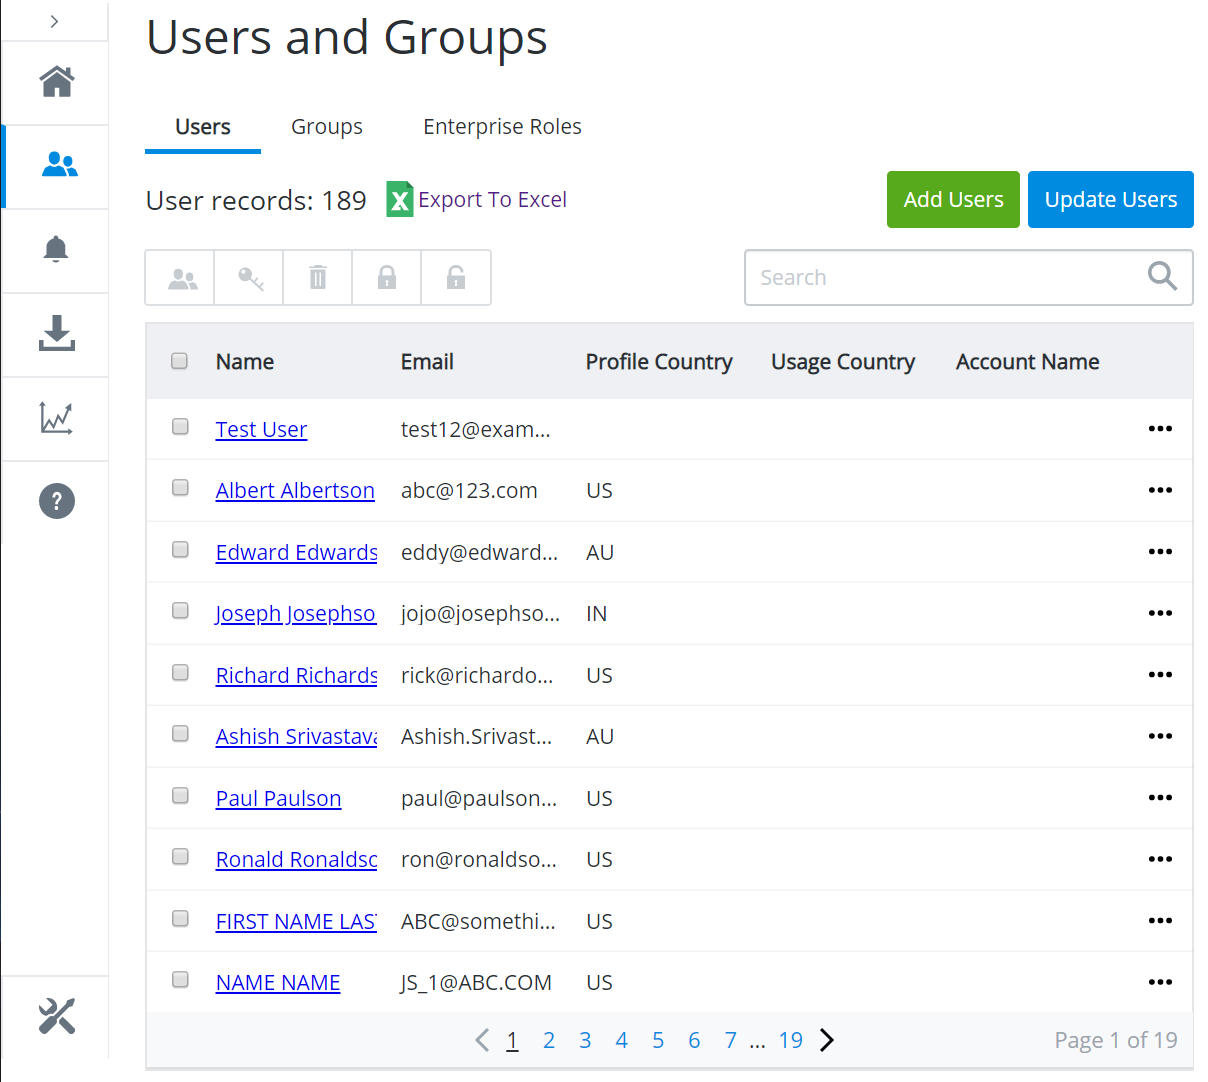 Users and Groups
Users Groups Enterprise Roles
User records: 189 Export To Excel Add Users Update Users
Search
Name Email Profile Country Usage Country Account Name
Test User test12@exam...
Albert Albertson abc@123.com US
Edward Edwards eddy@edward... AU
Joseph Josephso jojo@josephso... IN
Richard Richards rick@richardo... US
Ashish Srivastava Ashish.Srivast... AU
Paul Paulson paul@paulson... US
Ronald Ronaldso ron@ronaldso... US
FIRST NAME LAST ABC@somethi... US
NAME NAME JS_1@ABC.COM US
1 2 3 4 5 6 7 ... 19 Page 1 of 19